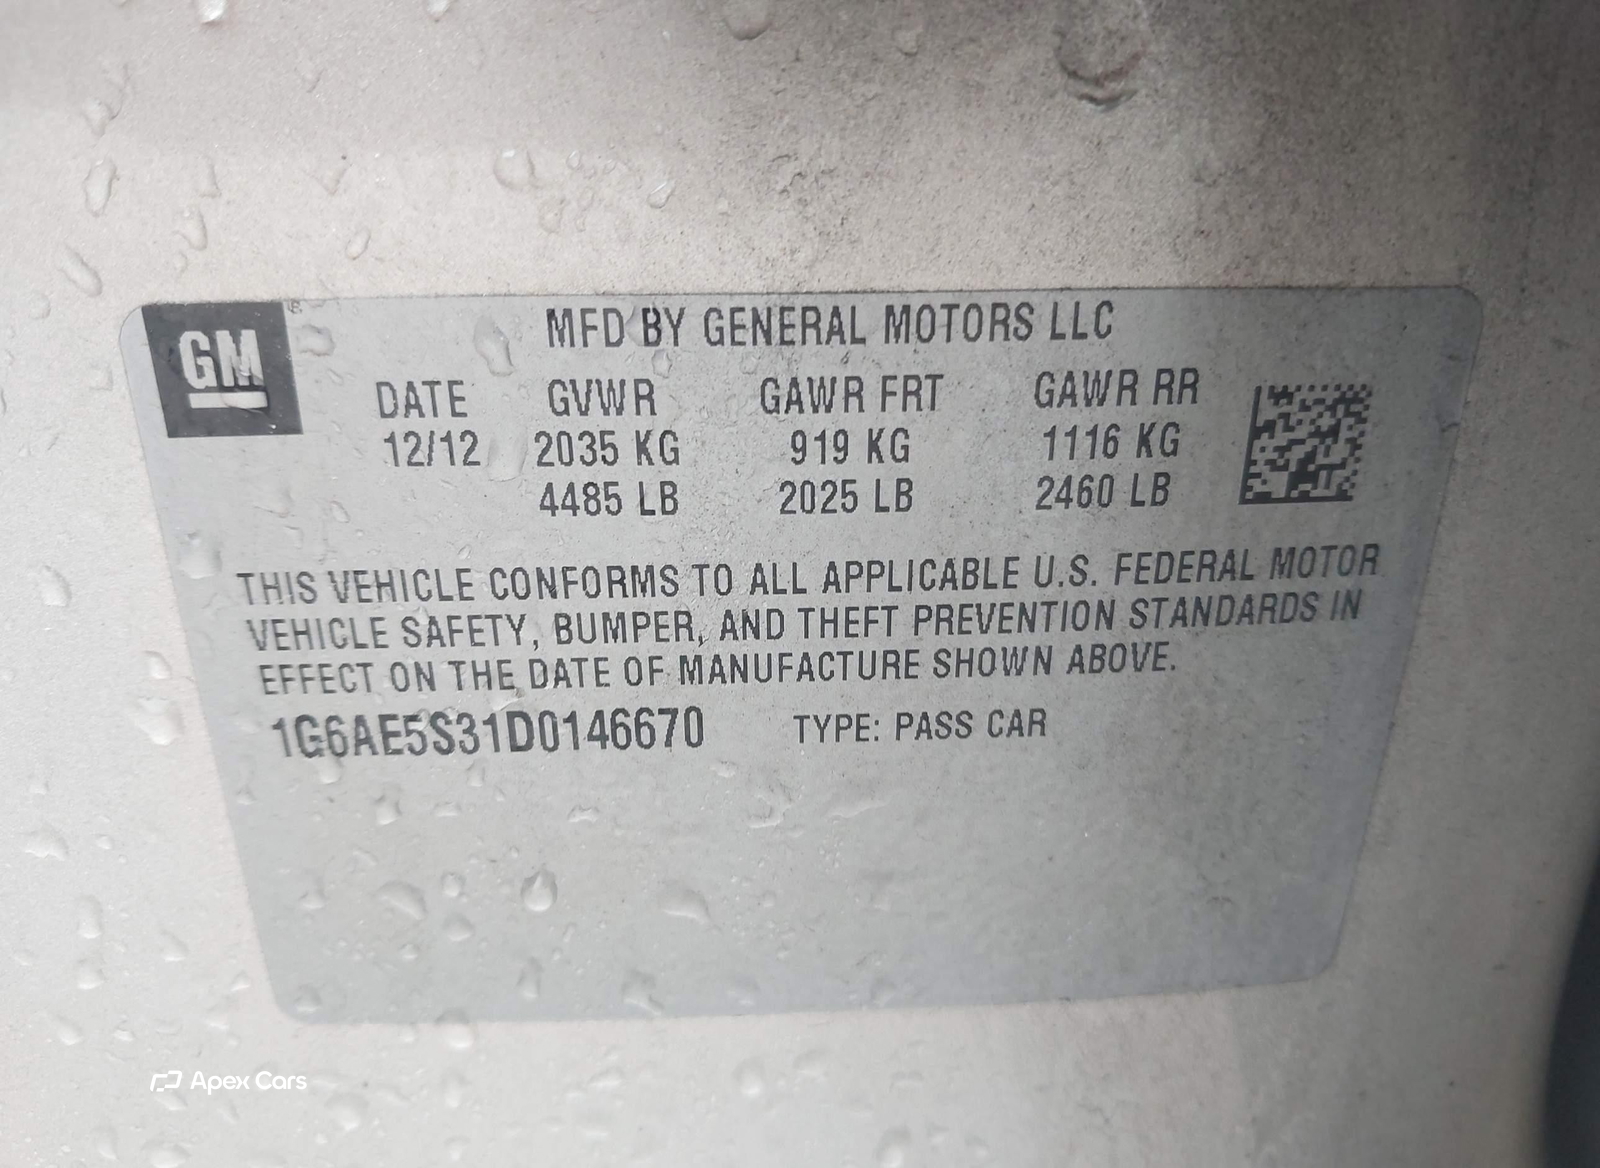 GM
MFD BY GENERAL MOTORS LLC
DATE GVWR GAWR FRT GAWR RR
12/12 2035 KG 919 KG 1116 KG
4485 LB 2025 LB 2460 LB
THIS VEHICLE CONFORMS TO ALL APPLICABLE U.S. FEDERAL MOTOR
VEHICLE SAFETY, BUMPER, AND THEFT PREVENTION STANDARDS IN
EFFECT ON THE DATE OF MANUFACTURE SHOWN ABOVE.
1G6AE5S31D0146670 TYPE: PASS CAR
Apex Cars